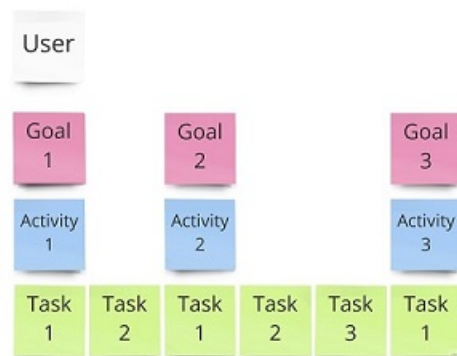 User
Goal
1
Goal
2
Goal
3
Activity
1
Activity
2
Activity
3
Task
1
Task
2
Task
1
Task
2
Task
3
Task
1